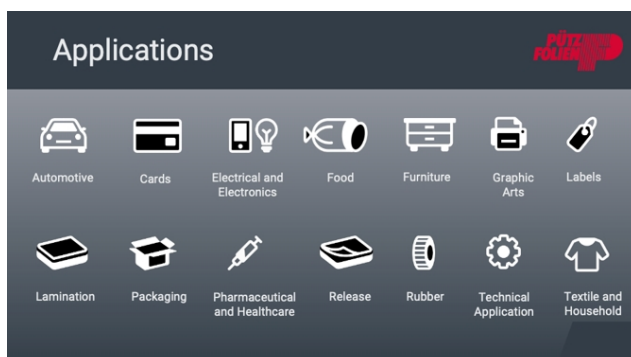 Applications
PÜTZ
FOLIEN
Automotive
Cards
Electrical and
Electronics
Food
Furniture
Graphic
Arts
Labels
Lamination
Packaging
Pharmaceutical
and Healthcare
Release
Rubber
Technical
Application
Textile and
Household